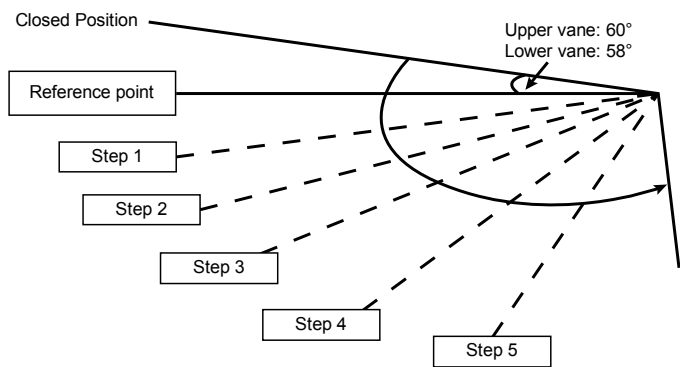 Closed Position
Upper vane: 60°
Lower vane: 58°
Reference point
Step 1
Step 2
Step 3
Step 4
Step 5